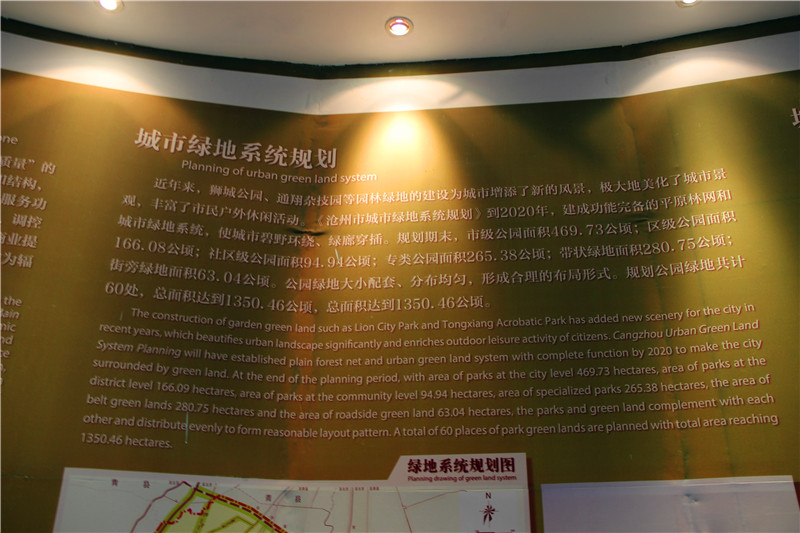 城市绿地系统规划
Planning of urban green land system
近年来，狮城公园、通翔杂技园等园林绿地的建设为城市增添了新的风景，极大地美化了城市景
观，丰富了市民户外休闲活动。《沧州市城市绿地系统规划》到2020年，建成功能完备的平原林网和
城市绿地系统，使城市碧野环绕、绿廊穿插。规划期末，市级公园面积469.73公顷；区级公园面积
166.08公顷；社区级公园面积94.94公顷；专类公园面积265.38公顷；带状绿地面积280.75公顷；
街旁绿地面积63.04公顷。公园绿地大小配套、分布均匀，形成合理的布局形式。规划公园绿地共计
60处，总面积达到1350.46公顷，总面积达到1350.46公顷。
The construction of garden green land such as Lion City Park and Tongxiang Acrobatic Park has added new scenery for the city in
recent years, which beautifies urban landscape significantly and enriches outdoor leisure activity of citizens. Cangzhou Urban Green Land
System Planning will have established plain forest net and urban green land system with complete function by 2020 to make the city
surrounded by green land. At the end of the planning period, with area of parks at the city level 469.73 hectares, area of parks at the
district level 166.09 hectares, area of parks at the community level 94.94 hectares, area of specialized parks 265.38 hectares, the area of
belt green lands 280.75 hectares and the area of roadside green land 63.04 hectares, the parks and green land complement with each
other and distribute evenly to form reasonable layout pattern. A total of 60 places of park green lands are planned with total area reaching
1350.46 hectares.
质量”的
结构，
服务功
调控
商业提
为辐
the
绿地系统规划图
Planning drawing of green land system
青县
青县
N